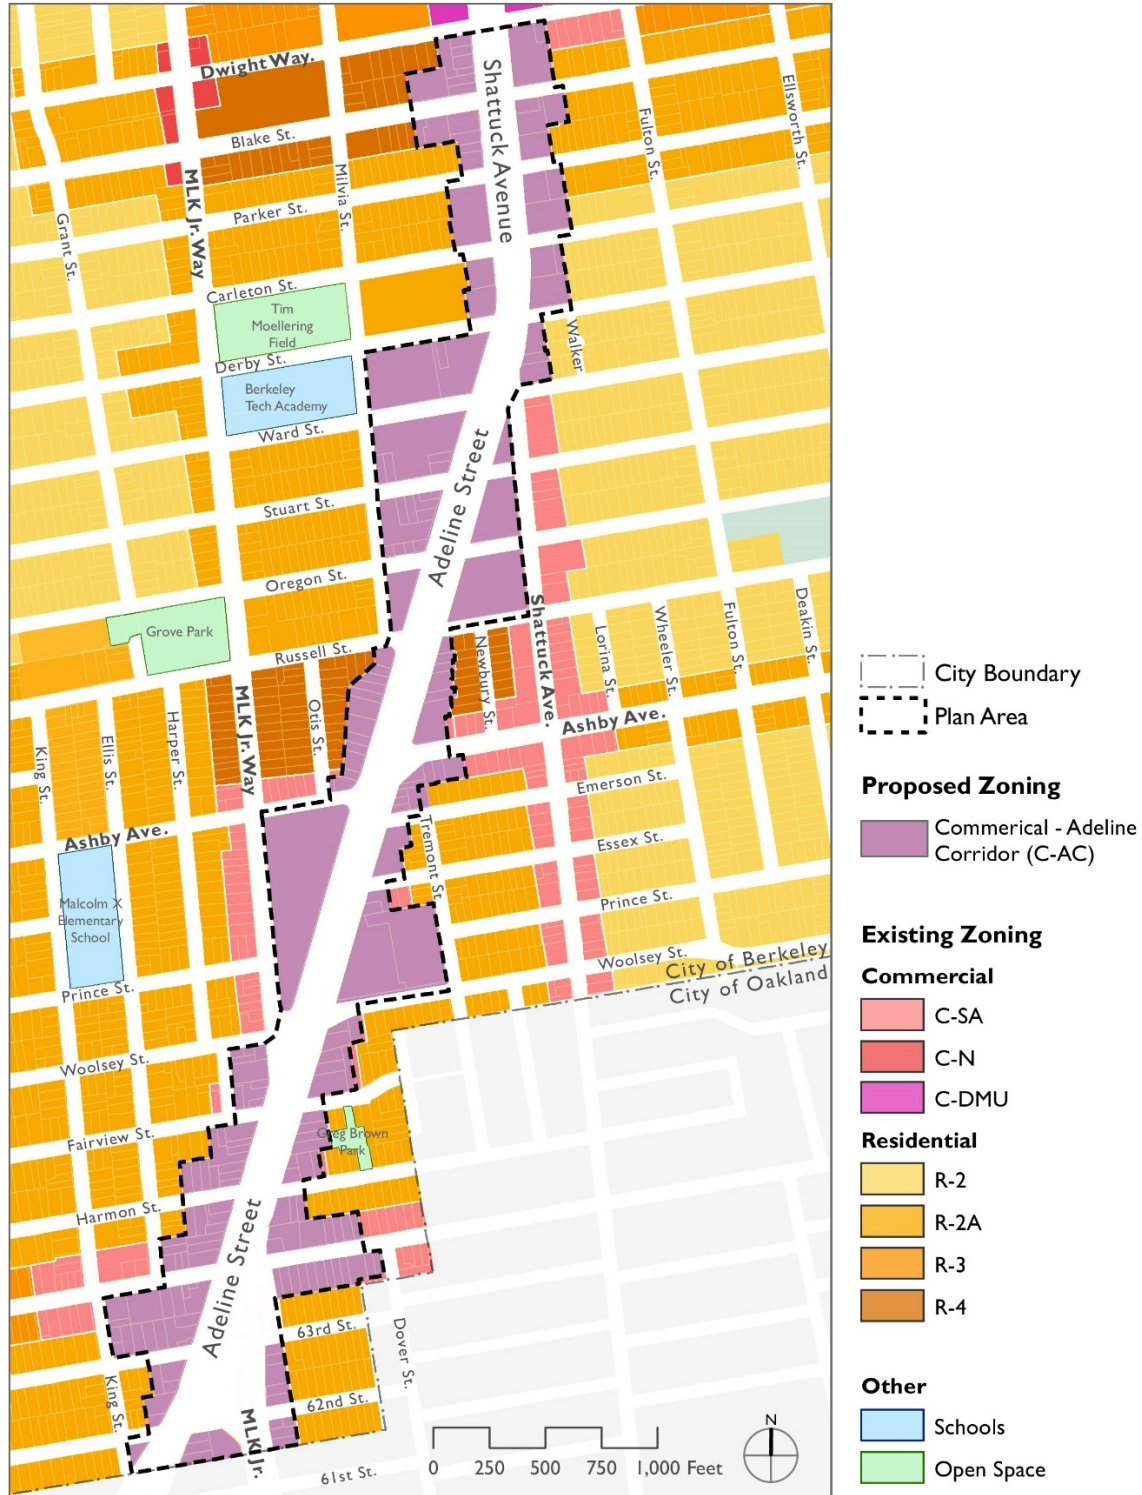 Dwight Way.
Shattuck Avenue
Ellsworth St.
Fulton St.
Blake St.
Milvia St.
MLK Jr. Way
Parker St.
Grant St.
Carleton St.
Tim
Moellering
Field
Walker
Derby St.
Berkeley
Tech Academy
Ward St.
Adeline Street
Stuart St.
Oregon St.
Shattuck Ave.
Grove Park
Newbury St.
Lorina St.
Wheeler St.
Fulton St.
Deakin St.
Russell St.
MLK Jr. Way
Otis St.
Harper St.
Ellis St.
King St.
Ashby Ave.
Emerson St.
Ashby Ave.
Tremont St.
Essex St.
Malcolm X
Elementary
School
Prince St.
Woolsey St.
City of Berkeley
City of Oakland
Prince St.
Woolsey St.
Fairview St.
Greg Brown
Park
Harmon St.
Adeline Street
63rd St.
Dover St.
King St.
62nd St.
MLK Jr.
61st St.
0 250 500 750 1,000 Feet
N
City Boundary
Plan Area
Proposed Zoning
Commerical - Adeline
Corridor (C-AC)
Existing Zoning
Commercial
C-SA
C-N
C-DMU
Residential
R-2
R-2A
R-3
R-4
Other
Schools
Open Space